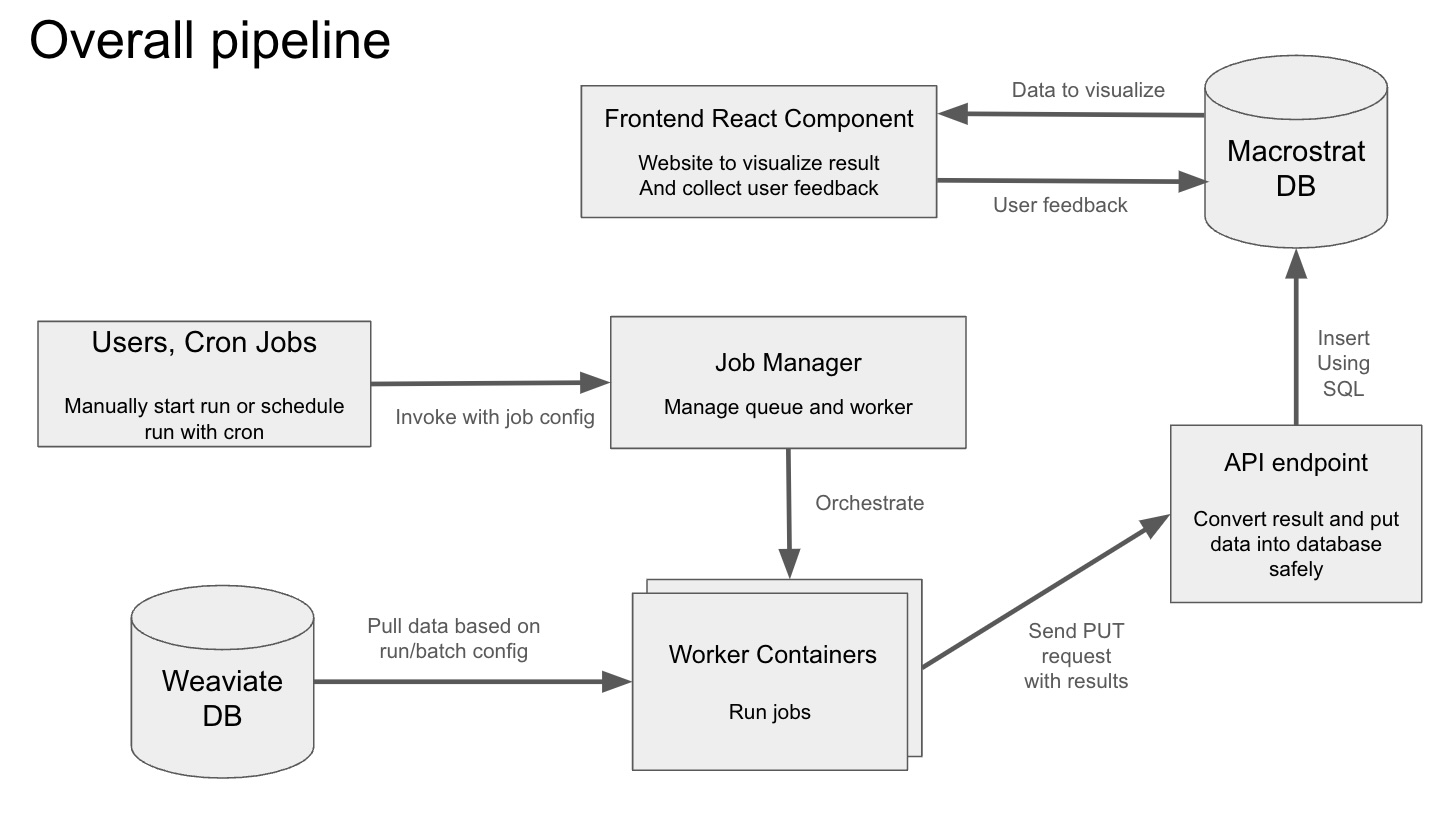 Overall pipeline
Data to visualize
Frontend React Component
Website to visualize result
And collect user feedback
User feedback
Macrostrat
DB
Users, Cron Jobs
Manually start run or schedule
run with cron
Invoke with job config
Job Manager
Manage queue and worker
Insert
Using
SQL
Orchestrate
API endpoint
Convert result and put
data into database
safely
Weaviate
DB
Pull data based on
run/batch config
Worker Containers
Run jobs
Send PUT
request
with results